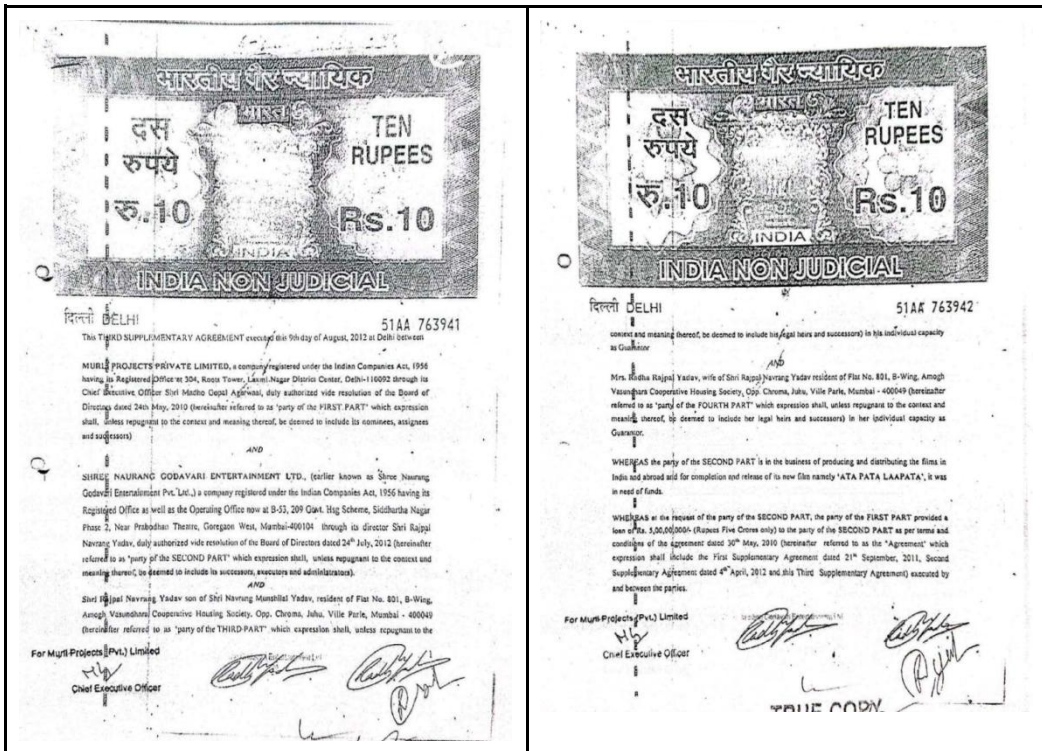 भारतीय गैर न्यायिक
भारत
दस
रुपये
रु.10
TEN
RUPEES
Rs.10
INDIA
INDIA NON JUDICIAL
दिल्ली DELHI
51AA 763941
This THIRD SUPPLEMENTARY AGREEMENT executed this 9th day of August, 2012 at Delhi between
MURLI PROJECTS PRIVATE LIMITED, a company registered under the Indian Companies Act, 1956
having its Registered Office at 304, Roots Tower, Laxmi Nagar District Center, Delhi-110092 through its
Chief Executive Officer Shri Madho Gopal Agarwal, duly authorized vide resolution of the Board of
Directors dated 24th May, 2010 (hereinafter referred to as 'party of the FIRST PART' which expression
shall, unless repugnant to the context and meaning thereof, be deemed to include its nominees, assignees
and successors)
AND
SHREE NAURANG GODAVARI ENTERTAINMENT LTD., (earlier known as Shree Naurang
Godavari Entertainment Pvt. Ltd.,) a company registered under the Indian Companies Act, 1956 having its
Registered Office as well as the Operating Office now at B-53, 209 Govt. Hsg Scheme, Siddhartha Nagar
Phase 2, Near Prabodhan Theatre, Goregaon West, Mumbai-400104 through its director Shri Rajpal
Navrang Yadav, duly authorized vide resolution of the Board of Directors dated 24th July, 2012 (hereinafter
referred to as 'party of the SECOND PART' which expression shall, unless repugnant to the context and
meaning thereof, be deemed to include its successors, executors and administrators).
AND
Shri Rajpal Navrang Yadav son of Shri Navrang Munshilal Yadav, resident of Flat No. 801, B-Wing,
Amogh Vasundhara Cooperative Housing Society, Opp. Chroma, Juhu, Ville Parle, Mumbai - 400049
(hereinafter referred to as 'party of the THIRD PART' which expression shall, unless repugnant to the
For Murli Projects (Pvt.) Limited
Chief Executive Officer
भारतीय गैर न्यायिक
भारत
दस
रुपये
रु.10
TEN
RUPEES
Rs.10
INDIA
INDIA NON JUDICIAL
दिल्ली DELHI
51AA 763942
context and meaning thereof, be deemed to include his legal heirs and successors) in his individual capacity
as Guarantor
AND
Mrs. Radha Rajpal Yadav, wife of Shri Rajpal Navrang Yadav resident of Flat No. 801, B-Wing, Amogh
Vasundhara Cooperative Housing Society, Opp. Chroma, Juhu, Ville Parle, Mumbai - 400049 (hereinafter
referred to as 'party of the FOURTH PART' which expression shall, unless repugnant to the context and
meaning thereof, be deemed to include her legal heirs and successors) in her individual capacity as
Guarantor.
WHEREAS the party of the SECOND PART is in the business of producing and distributing the films in
India and abroad and for completion and release of its new film namely 'ATA PATA LAAPATA', it was
in need of funds.
WHEREAS at the request of the party of the SECOND PART, the party of the FIRST PART provided a
loan of Rs. 5,00,00,000/- (Rupees Five Crores only) to the party of the SECOND PART as per terms and
conditions of the agreement dated 30th May, 2010 (hereinafter referred to as the "Agreement' which
expression shall include the First Supplementary Agreement dated 21st September, 2011, Second
Supplementary Agreement dated 4th April, 2012 and this Third Supplementary Agreement) executed by
and between the parties.
For Murli Projects (Pvt.) Limited
Chief Executive Officer
TRUE COPY